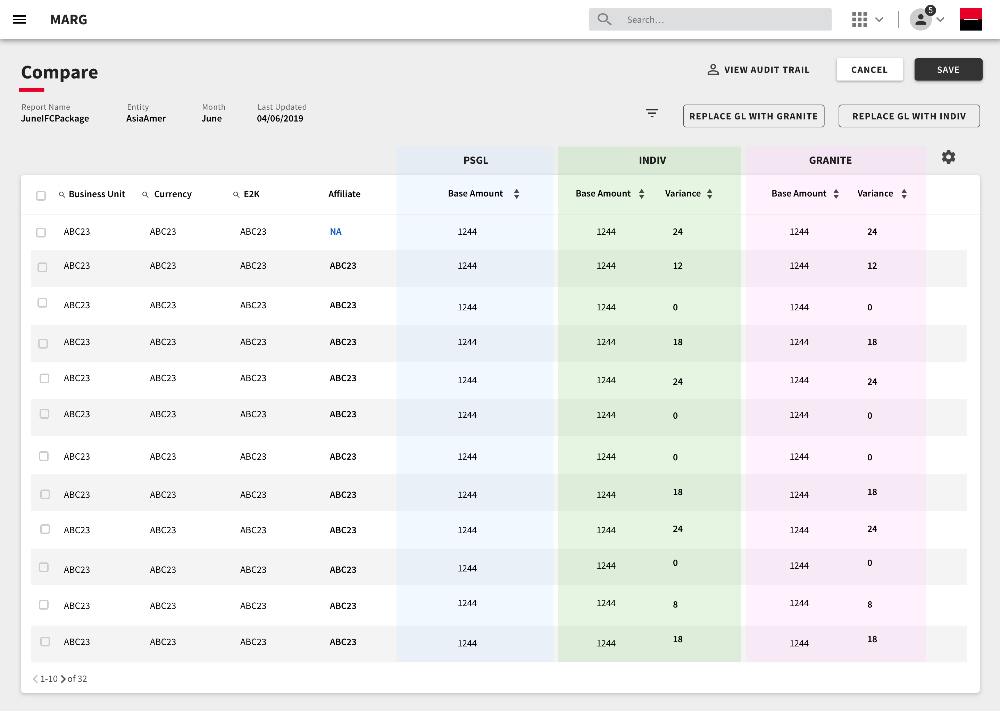 MARG
Search...
5
Compare
VIEW AUDIT TRAIL
CANCEL
SAVE
Report Name Entity Month Last Updated
JuneIFCPackage AsiaAmer June 04/06/2019
REPLACE GL WITH GRANITE
REPLACE GL WITH INDIV
PSGL INDIV GRANITE
Business Unit Currency E2K Affiliate Base Amount Base Amount Variance Base Amount Variance
ABC23 ABC23 ABC23 NA 1244 1244 24 1244 24
ABC23 ABC23 ABC23 ABC23 1244 1244 12 1244 12
ABC23 ABC23 ABC23 ABC23 1244 1244 0 1244 0
ABC23 ABC23 ABC23 ABC23 1244 1244 18 1244 18
ABC23 ABC23 ABC23 ABC23 1244 1244 24 1244 24
ABC23 ABC23 ABC23 ABC23 1244 1244 0 1244 0
ABC23 ABC23 ABC23 ABC23 1244 1244 0 1244 0
ABC23 ABC23 ABC23 ABC23 1244 1244 18 1244 18
ABC23 ABC23 ABC23 ABC23 1244 1244 24 1244 24
ABC23 ABC23 ABC23 ABC23 1244 1244 0 1244 0
ABC23 ABC23 ABC23 ABC23 1244 1244 8 1244 8
ABC23 ABC23 ABC23 ABC23 1244 1244 18 1244 18
1-10 of 32